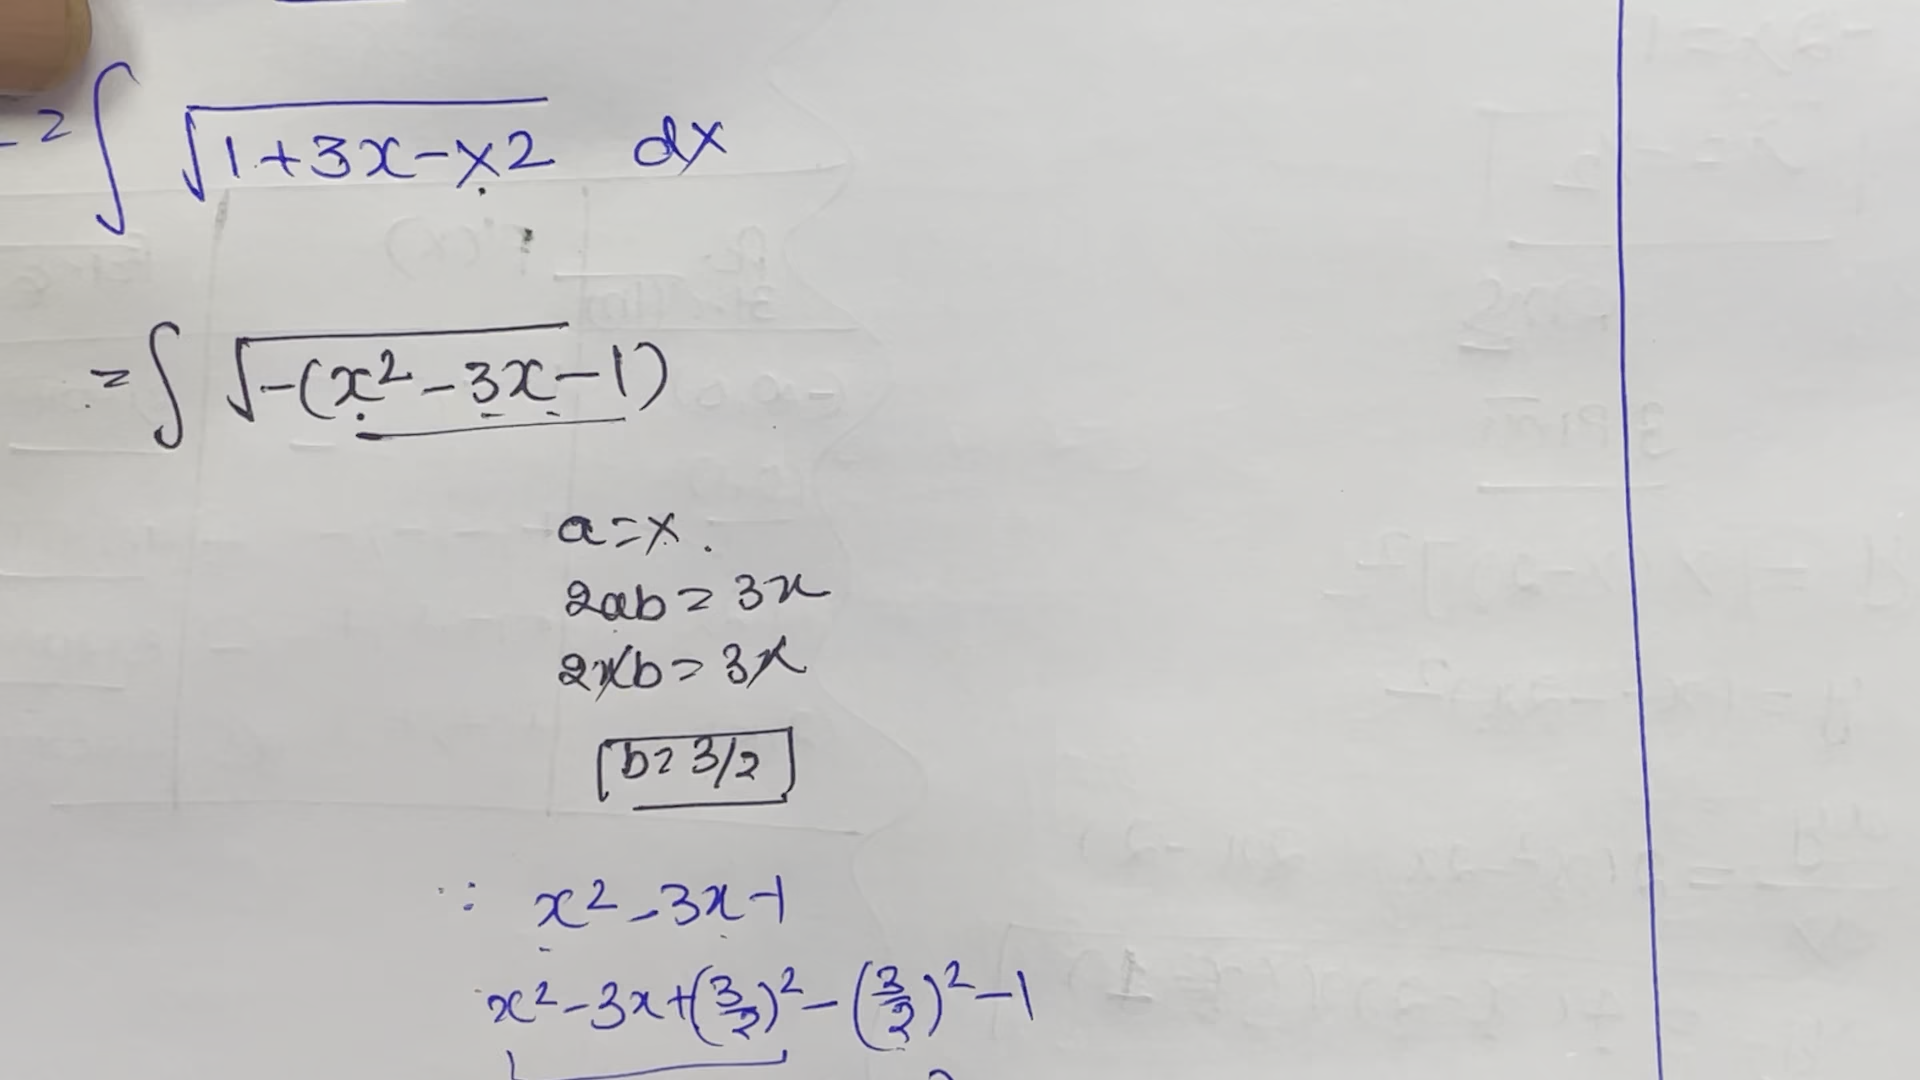 = ∫ √1+3x-x2 dx
= ∫ √-(x² - 3x - 1)
a = x.
2ab = 3x
2xb = 3x
b = 3/2
∴ x² - 3x - 1
x² - 3x + (3/2)² - (3/2)² - 1